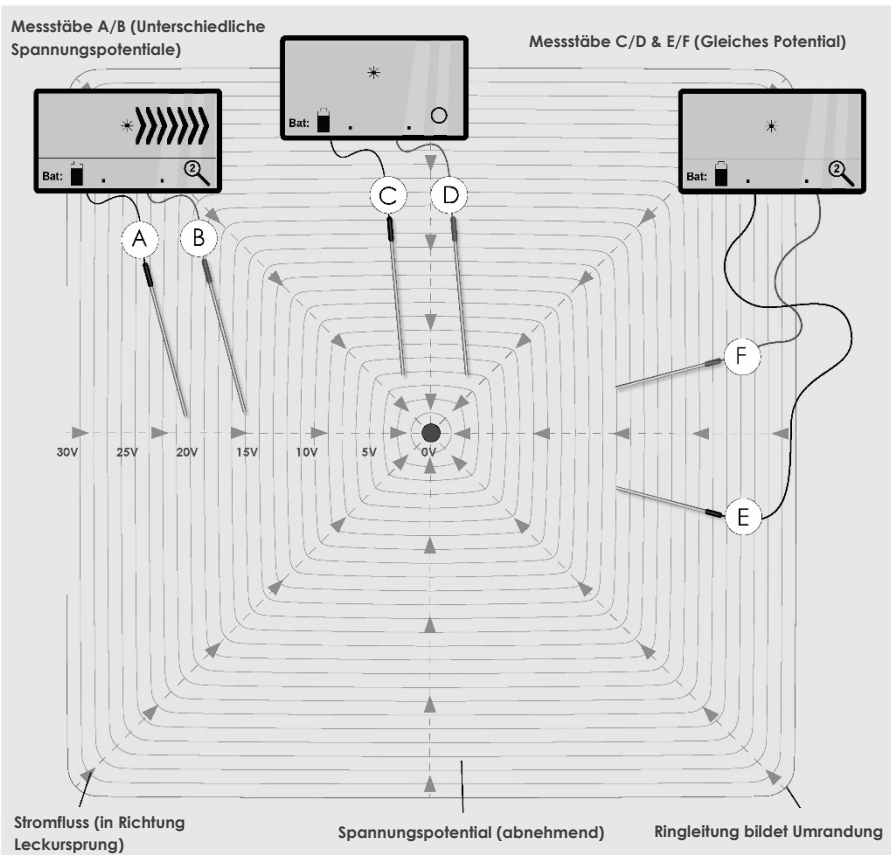 Messstäbe A/B (Unterschiedliche
Spannungspotentiale)
Messstäbe C/D & E/F (Gleiches Potential)
Bat:
2
Bat:
Bat:
2
A
B
C
D
F
E
30V 25V 20V 15V 10V 5V 0V
Stromfluss (in Richtung
Leckursprung)
Spannungspotential (abnehmend)
Ringleitung bildet Umrandung